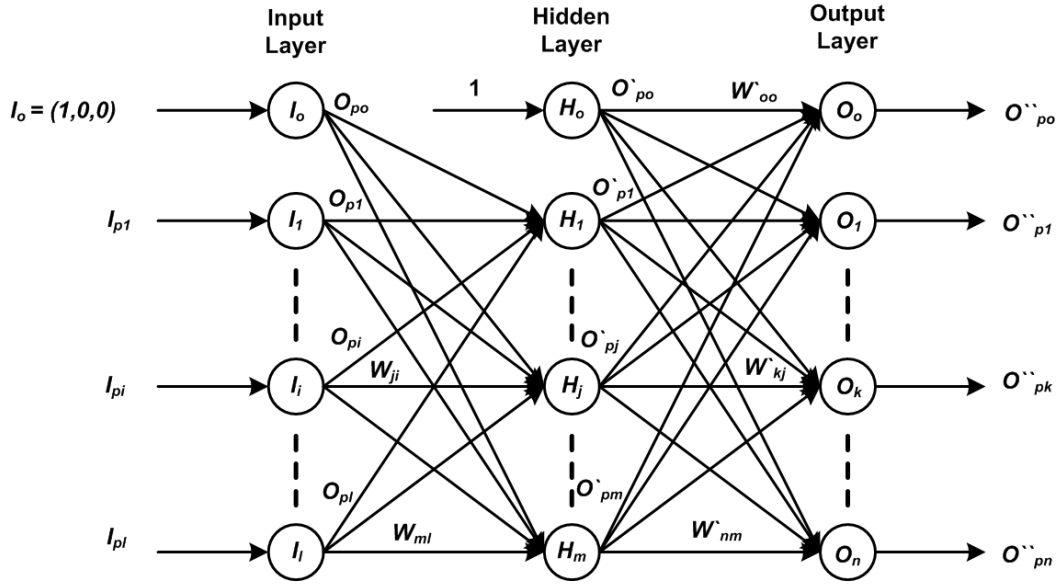 Input
Layer
Hidden
Layer
Output
Layer
Io = (1,0,0)
Io
Opo
1
Ho
O`po
W`oo
Oo
O``po
Ip1
I1
Op1
H1
O`p1
O1
O``p1
Ipi
Ii
Opi
Wji
Hj
O`pj
W`kj
Ok
O``pk
Ipl
Il
Opl
Wml
Hm
O`pm
W`nm
On
O``pn